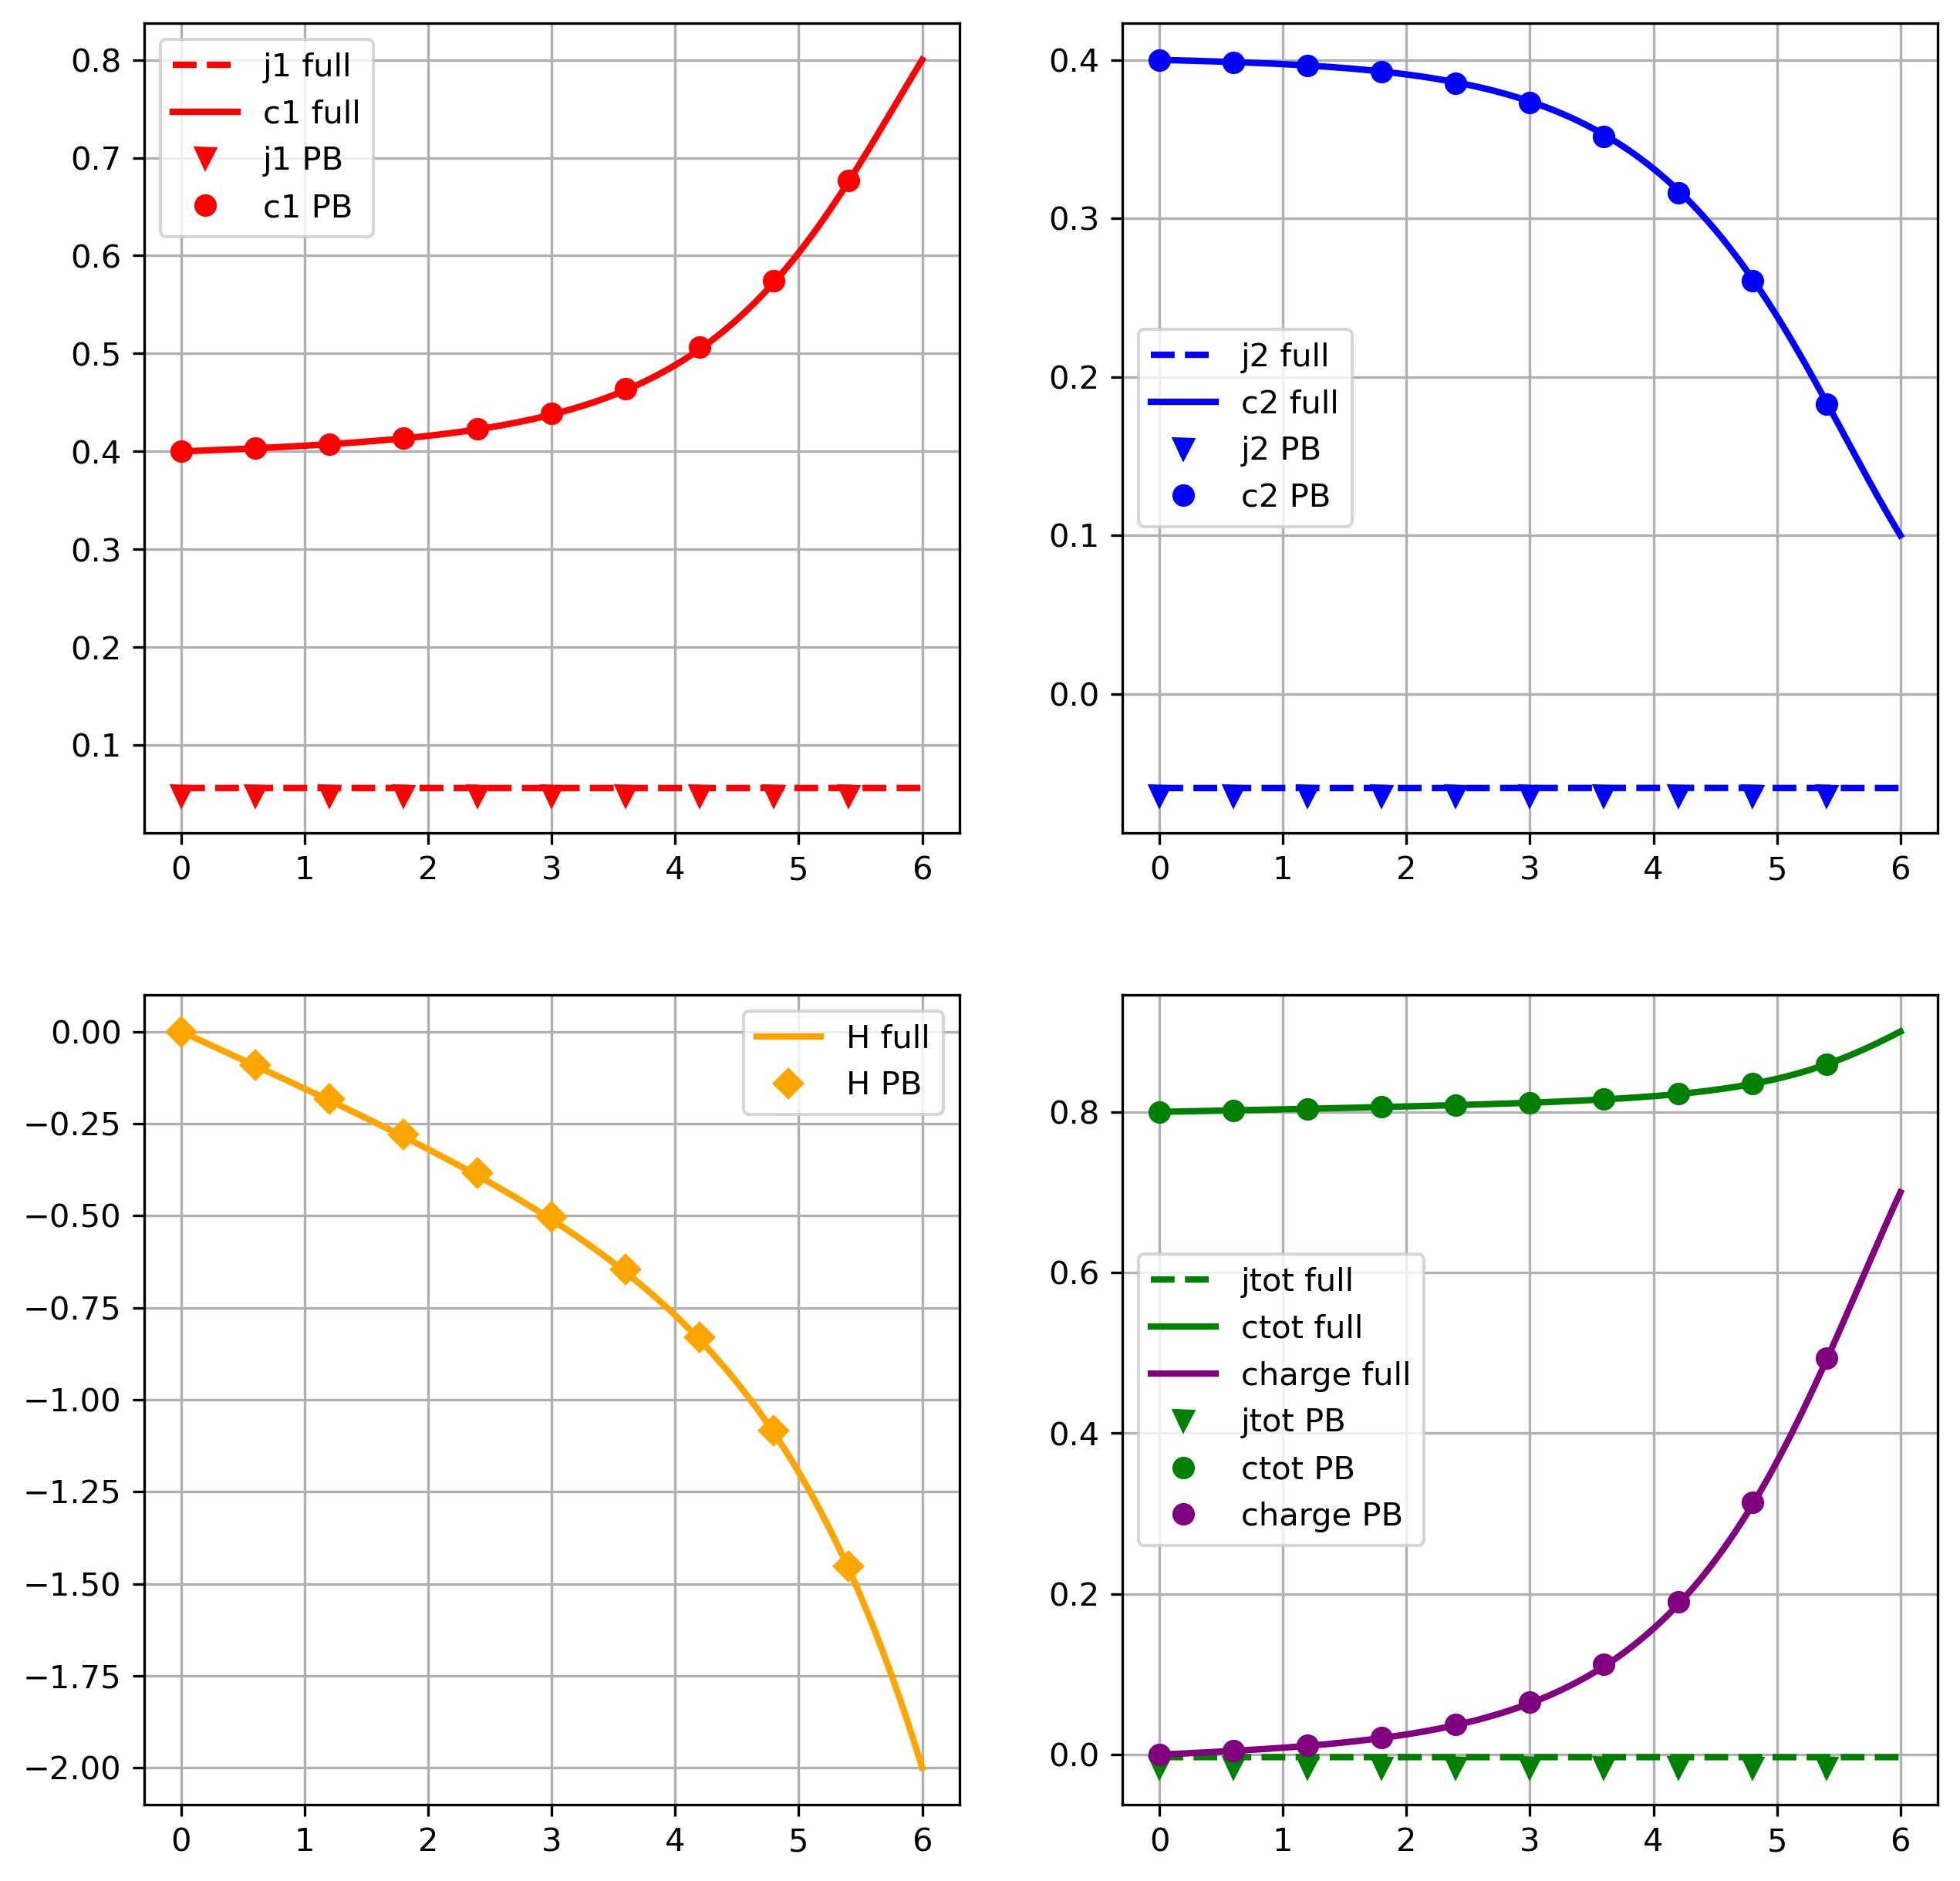 0.8
0.7
0.6
0.5
0.4
0.3
0.2
0.1
j1 full
c1 full
j1 PB
c1 PB
0 1 2 3 4 5 6
0.4
0.3
0.2
0.1
0.0
j2 full
c2 full
j2 PB
c2 PB
0 1 2 3 4 5 6
0.00
−0.25
−0.50
−0.75
−1.00
−1.25
−1.50
−1.75
−2.00
H full
H PB
0 1 2 3 4 5 6
0.8
0.6
0.4
0.2
0.0
jtot full
ctot full
charge full
jtot PB
ctot PB
charge PB
0 1 2 3 4 5 6